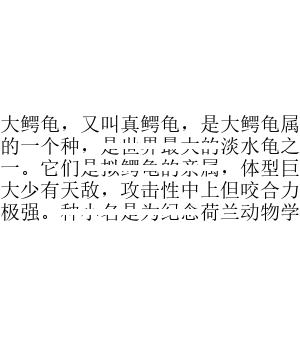 大鳄龟，又叫真鳄龟，是大鳄龟属
的一个种，是世界最大的淡水龟之
一。它们是拟鳄龟的亲属，体型巨
大少有天敌，攻击性中上但咬合力
极强。种小名是为纪念荷兰动物学